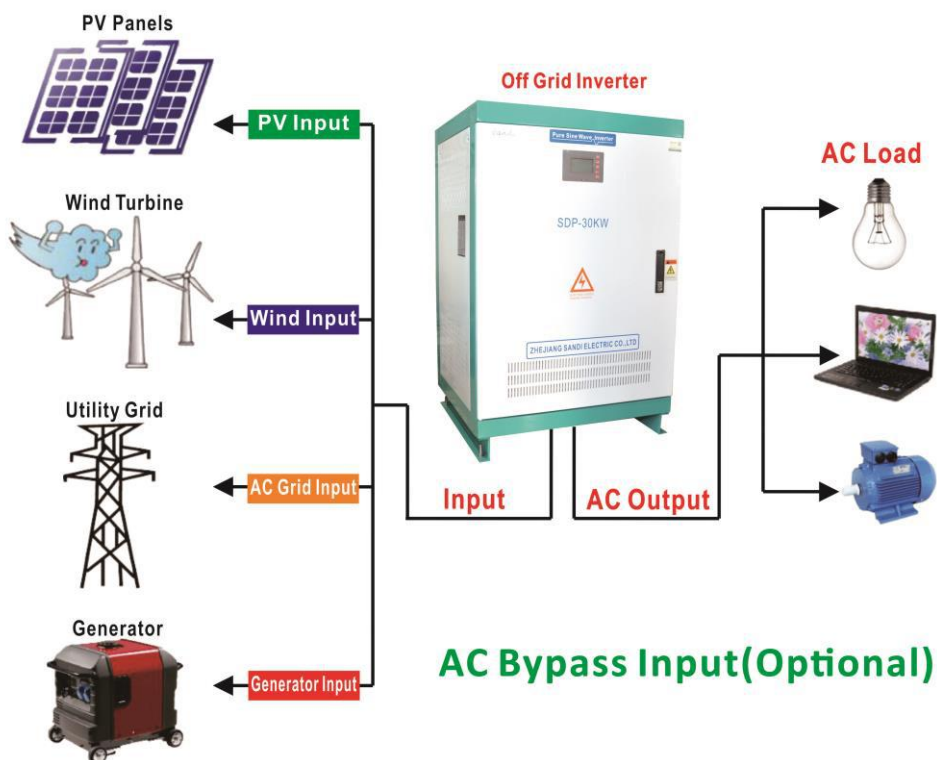 PV Panels
PV Input
Wind Turbine
Wind Input
Utility Grid
AC Grid Input
Generator
Generator Input
Off Grid Inverter
Pure Sine Wave Inverter
SDP-30KW
ZHEJIANG SANDI ELECTRIC CO.,LTD
Input
AC Output
AC Load
AC Bypass Input(Optional)